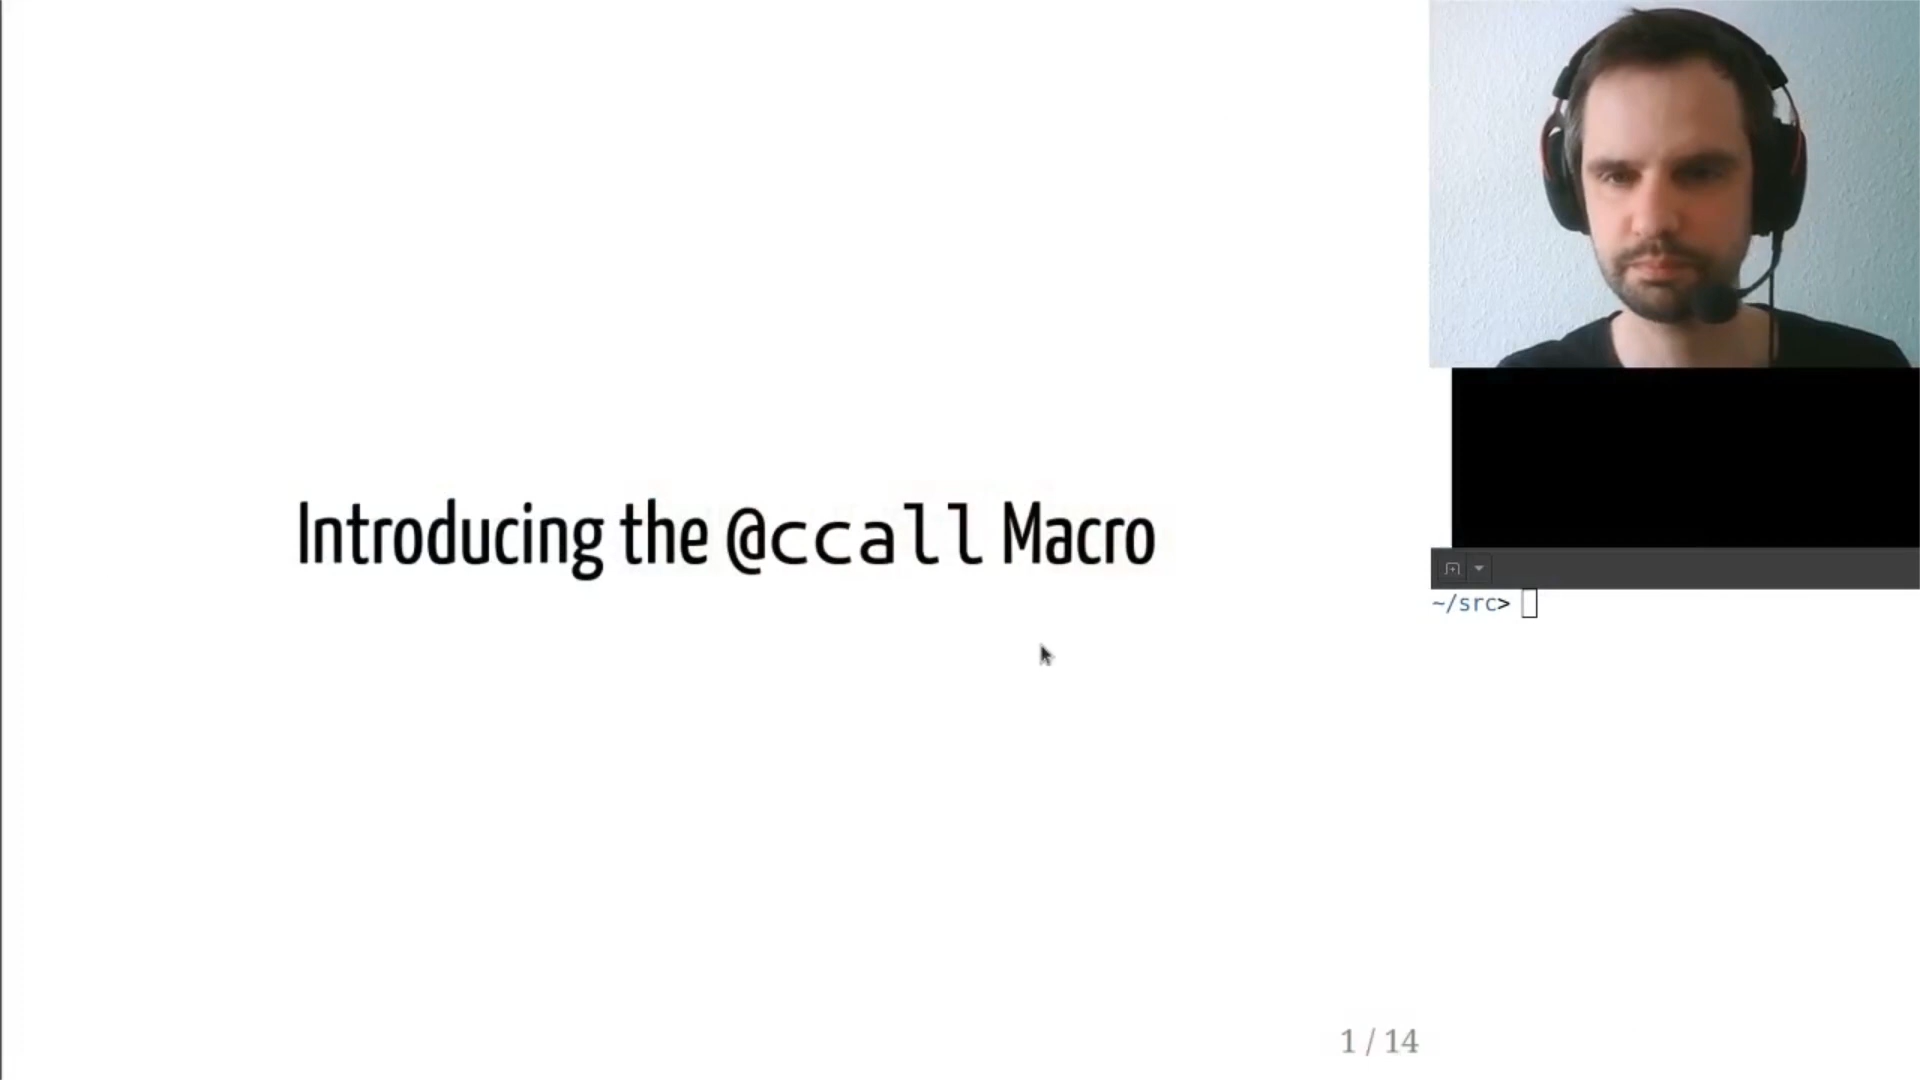 Introducing the @ccall Macro
~/src>
1 / 14